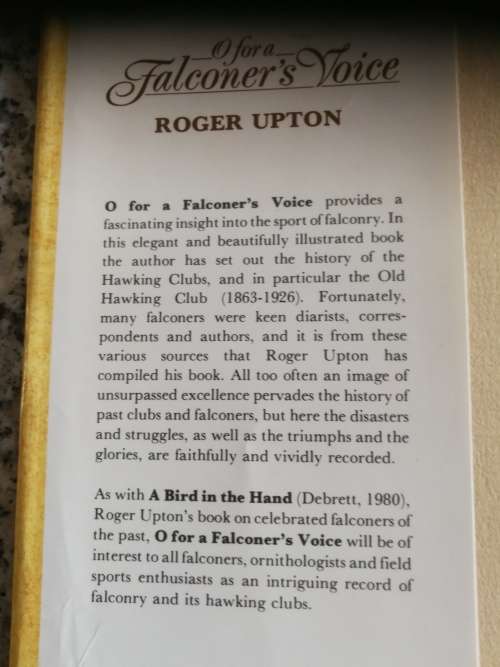 O for a
Falconer's Voice
ROGER UPTON
O for a Falconer's Voice provides a
fascinating insight into the sport of falconry. In
this elegant and beautifully illustrated book
the author has set out the history of the
Hawking Clubs, and in particular the Old
Hawking Club (1863-1926). Fortunately,
many falconers were keen diarists, corres-
pondents and authors, and it is from these
various sources that Roger Upton has
compiled his book. All too often an image of
unsurpassed excellence pervades the history of
past clubs and falconers, but here the disasters
and struggles, as well as the triumphs and the
glories, are faithfully and vividly recorded.
As with A Bird in the Hand (Debrett, 1980),
Roger Upton's book on celebrated falconers of
the past, O for a Falconer's Voice will be of
interest to all falconers, ornithologists and field
sports enthusiasts as an intriguing record of
falconry and its hawking clubs.